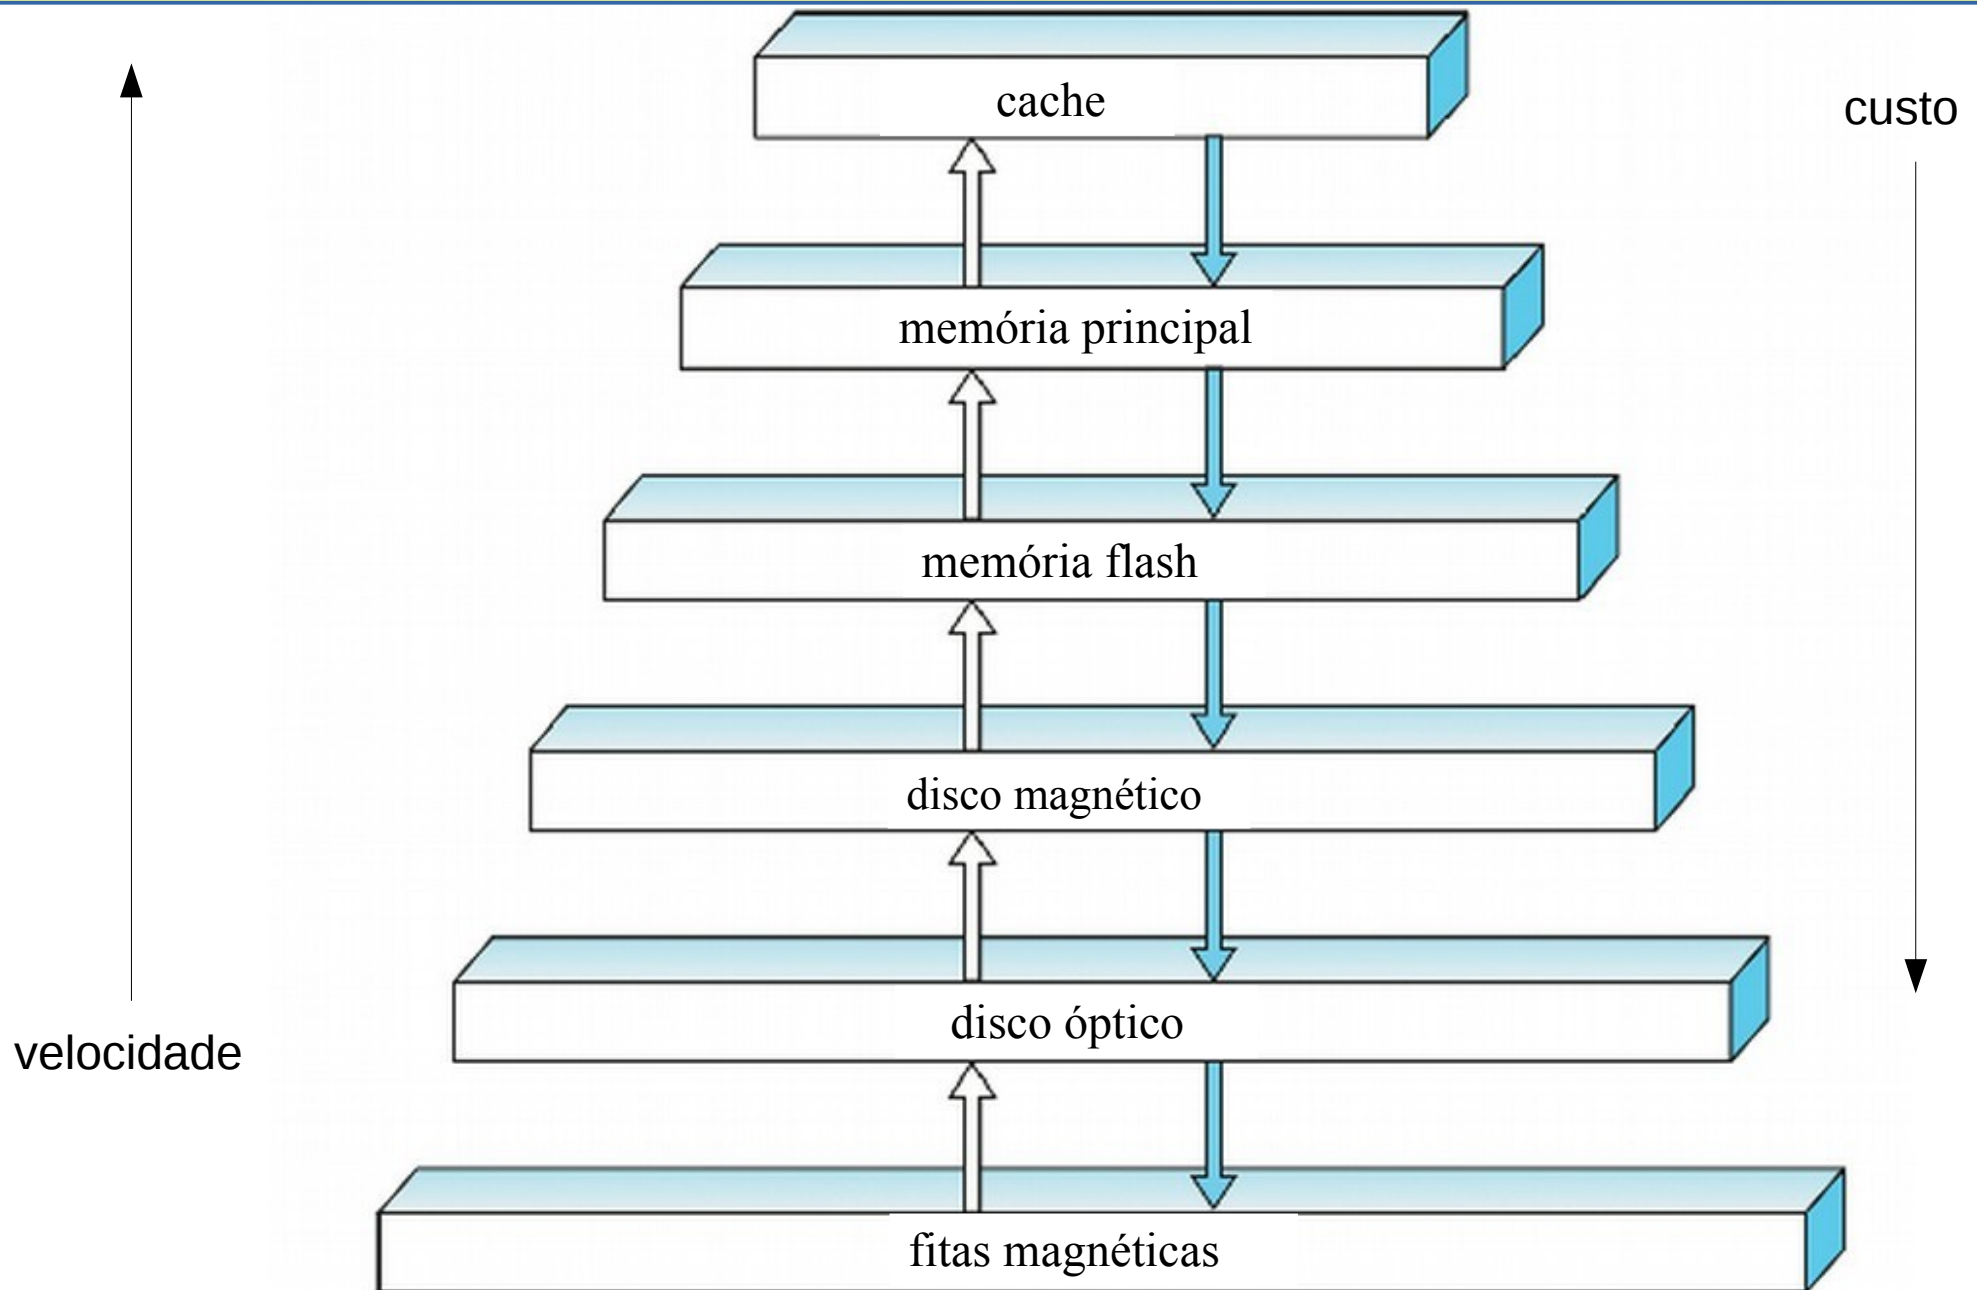 cache
custo
memória principal
memória flash
disco magnético
disco óptico
velocidade
fitas magnéticas